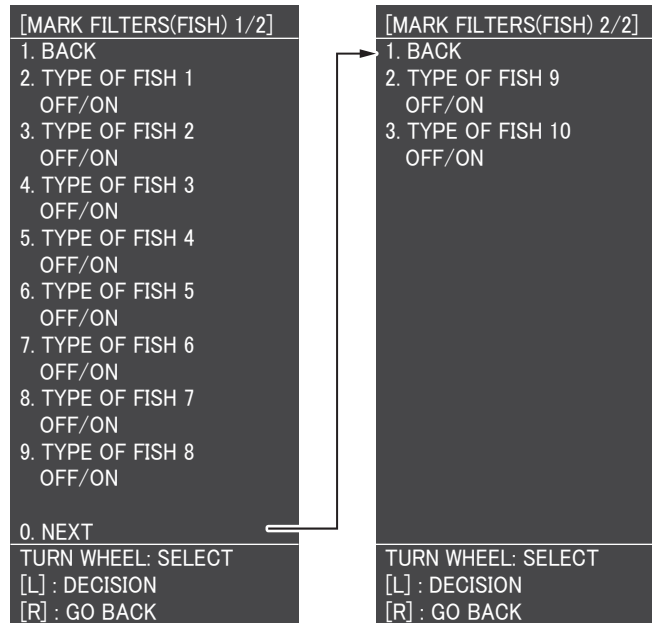 [MARK FILTERS(FISH) 1/2]
1. BACK
2. TYPE OF FISH 1
OFF/ON
3. TYPE OF FISH 2
OFF/ON
4. TYPE OF FISH 3
OFF/ON
5. TYPE OF FISH 4
OFF/ON
6. TYPE OF FISH 5
OFF/ON
7. TYPE OF FISH 6
OFF/ON
8. TYPE OF FISH 7
OFF/ON
9. TYPE OF FISH 8
OFF/ON
0. NEXT
TURN WHEEL: SELECT
[L] : DECISION
[R] : GO BACK
[MARK FILTERS(FISH) 2/2]
1. BACK
2. TYPE OF FISH 9
OFF/ON
3. TYPE OF FISH 10
OFF/ON
TURN WHEEL: SELECT
[L] : DECISION
[R] : GO BACK